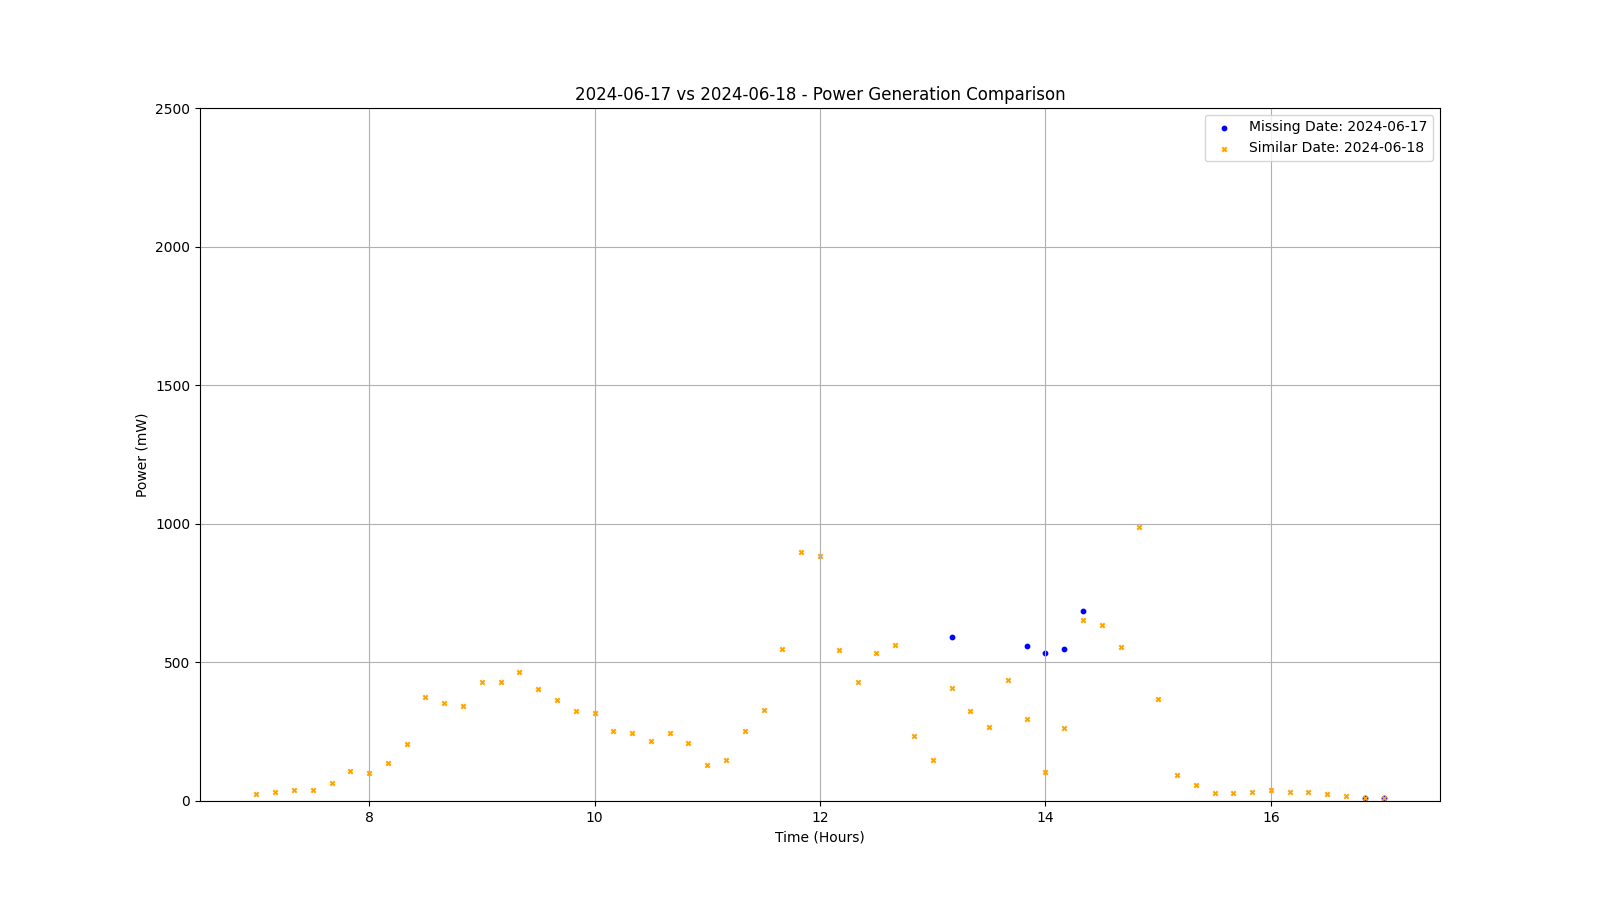 2024-06-17 vs 2024-06-18 - Power Generation Comparison
Missing Date: 2024-06-17
Similar Date: 2024-06-18
2500
2000
1500
1000
500
0
Power (mW)
8
10
12
14
16
Time (Hours)